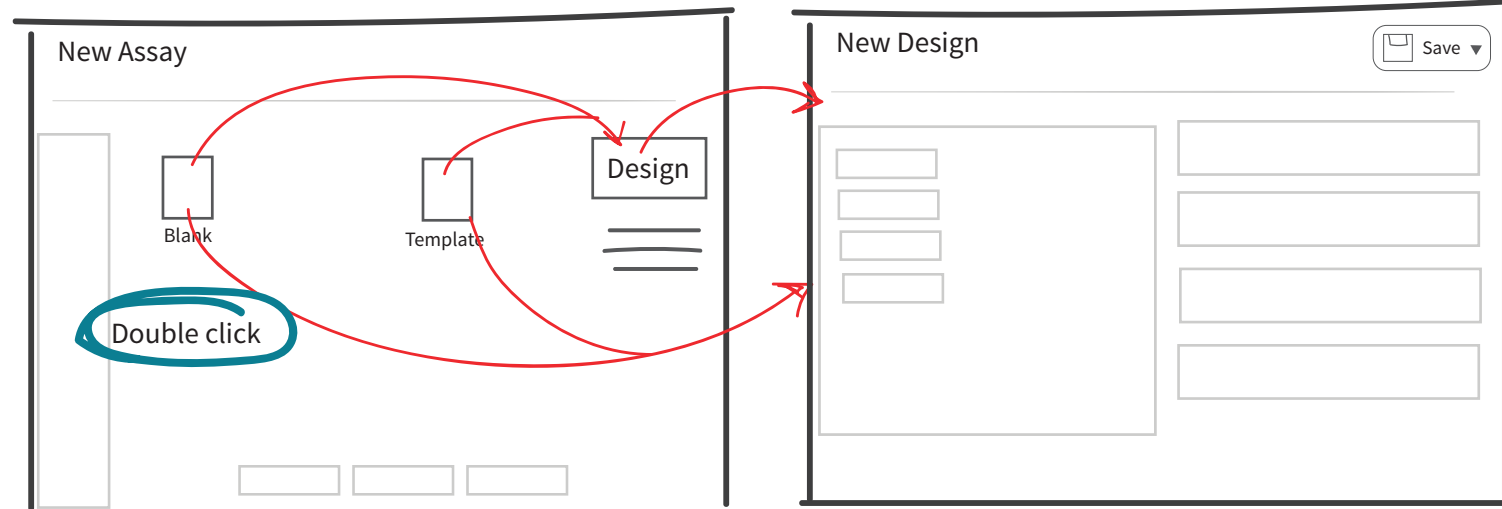 New Assay
Blank
Template
Design
Double click
New Design
Save